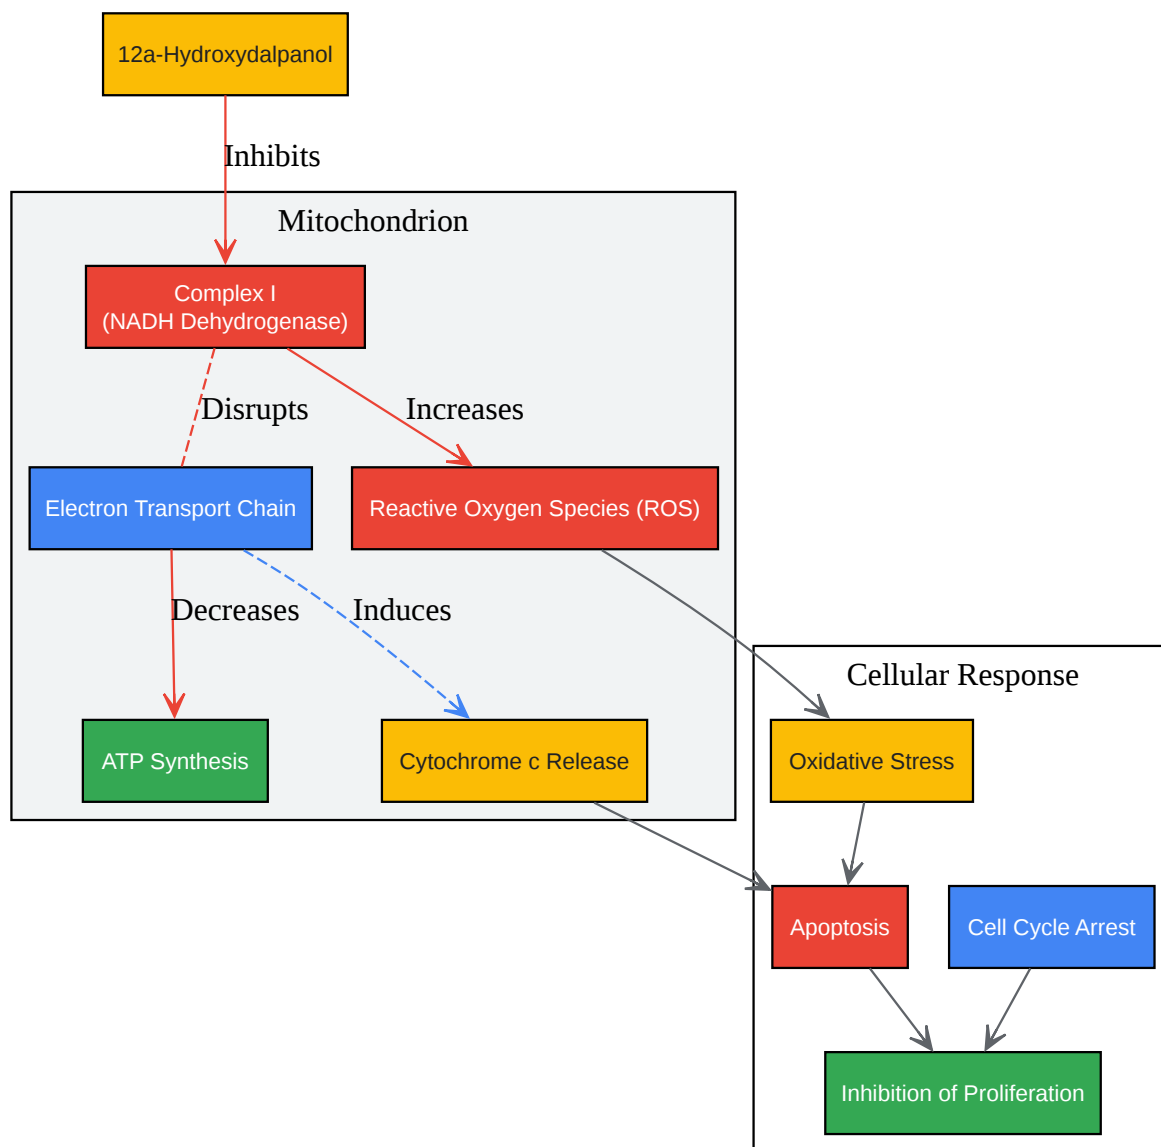 12a-Hydroxydalpanol
Inhibits
Mitochondrion
Complex I
(NADH Dehydrogenase)
Disrupts
Increases
Electron Transport Chain
Reactive Oxygen Species (ROS)
Decreases
Induces
Cellular Response
ATP Synthesis
Cytochrome c Release
Oxidative Stress
Apoptosis
Cell Cycle Arrest
Inhibition of Proliferation